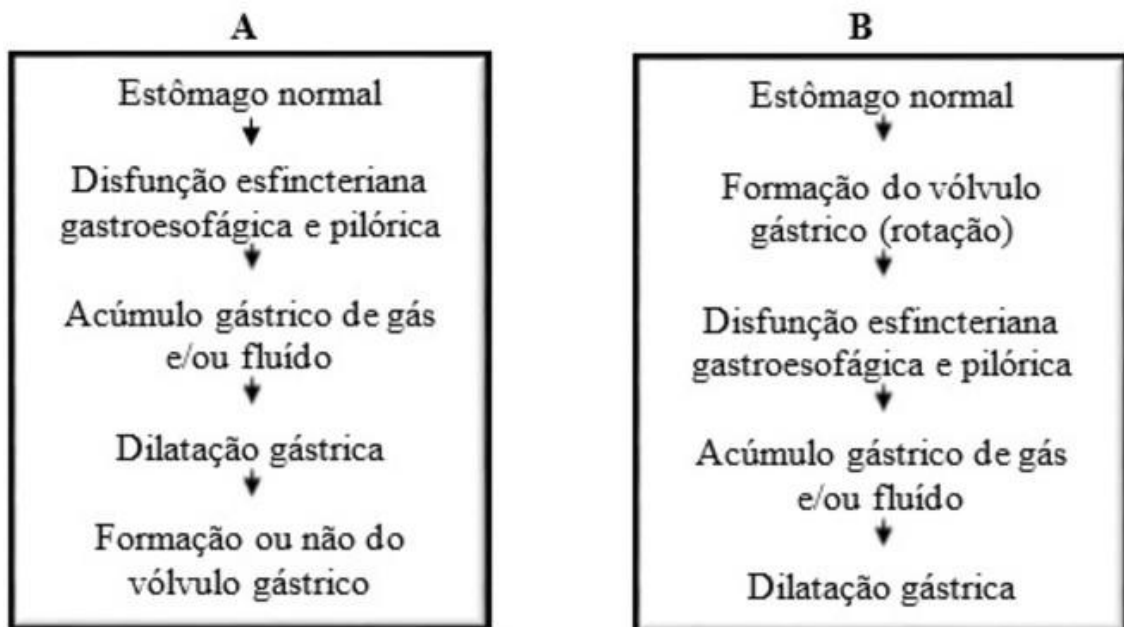 A
Estômago normal
Disfunção esfincteriana
gastroesofágica e pilórica
Acúmulo gástrico de gás
e/ou fluído
Dilatação gástrica
Formação ou não do
vólvulo gástrico
B
Estômago normal
Formação do vólvulo
gástrico (rotação)
Disfunção esfincteriana
gastroesofágica e pilórica
Acúmulo gástrico de gás
e/ou fluído
Dilatação gástrica